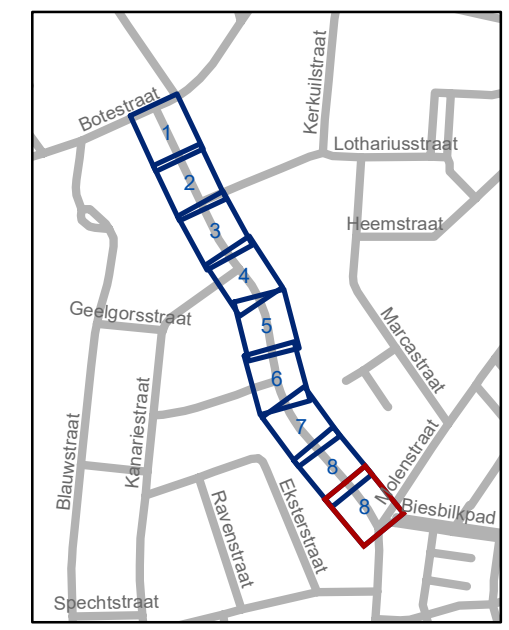 Botestraat
Kerkuilstraat
Lothariusstraat
Heemstraat
1
2
3
4
5
6
7
8
8
Geelgorsstraat
Marcastraat
Kanariestraat
Blauwstraat
Molenstraat
Biesbilkpad
Eksterstraat
Ravenstraat
Spechtstraat